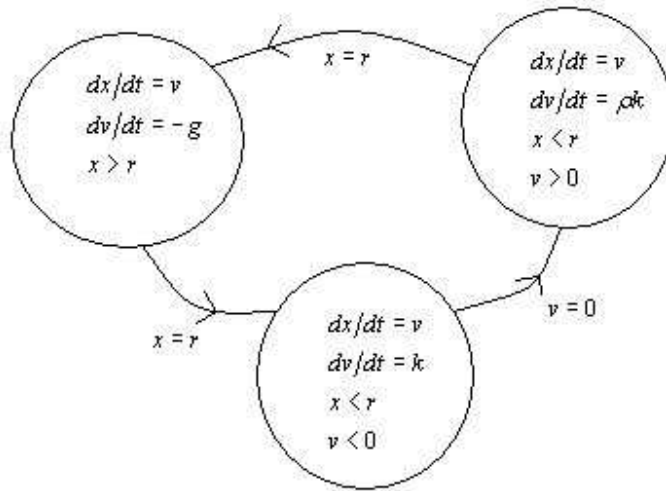 dx/dt = v
dv/dt = -g
x > r
x = r
dx/dt = v
dv/dt = ρk
x < r
v > 0
x = r
dx/dt = v
dv/dt = k
x < r
v < 0
v = 0